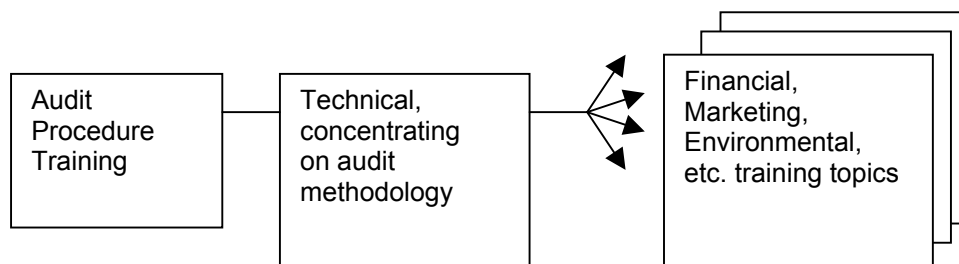 Audit
Procedure
Training
Technical,
concentrating
on audit
methodology
Financial,
Marketing,
Environmental,
etc. training topics